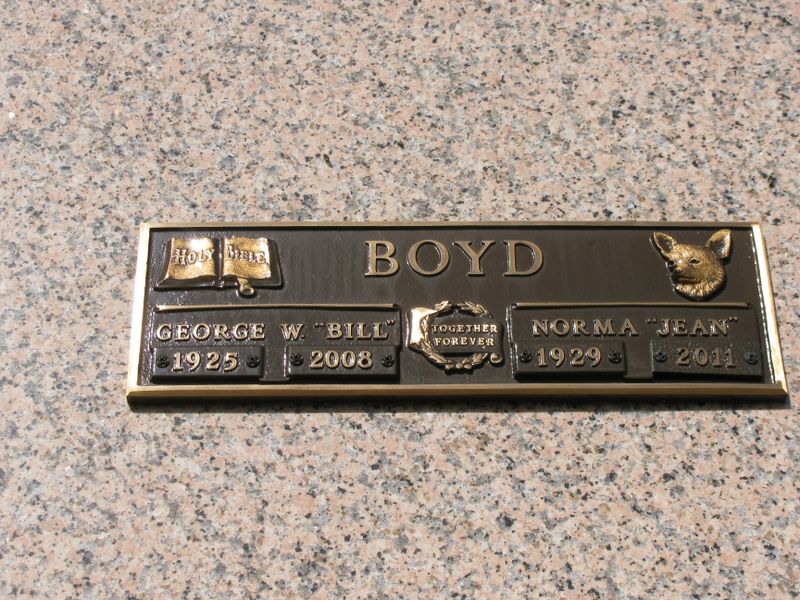 HOLY BIBLE
BOYD
GEORGE W. "BILL"
1925 2008
TOGETHER
FOREVER
NORMA "JEAN"
1929 2011